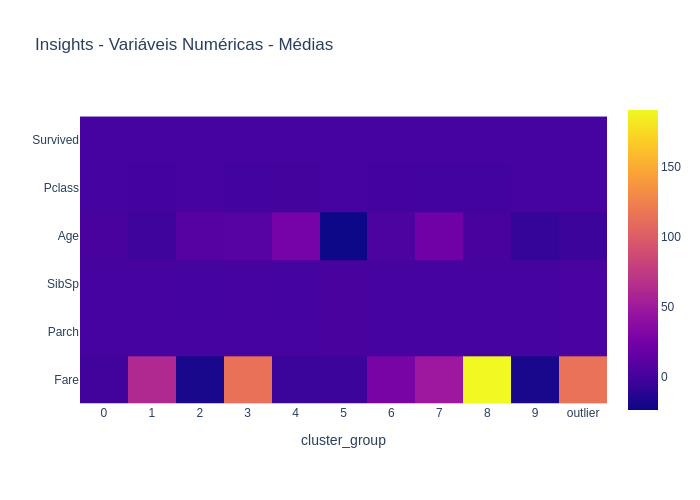 Insights - Variáveis Numéricas - Médias
Survived
Pclass
Age
SibSp
Parch
Fare
0 1 2 3 4 5 6 7 8 9 outlier
cluster_group
150
100
50
0